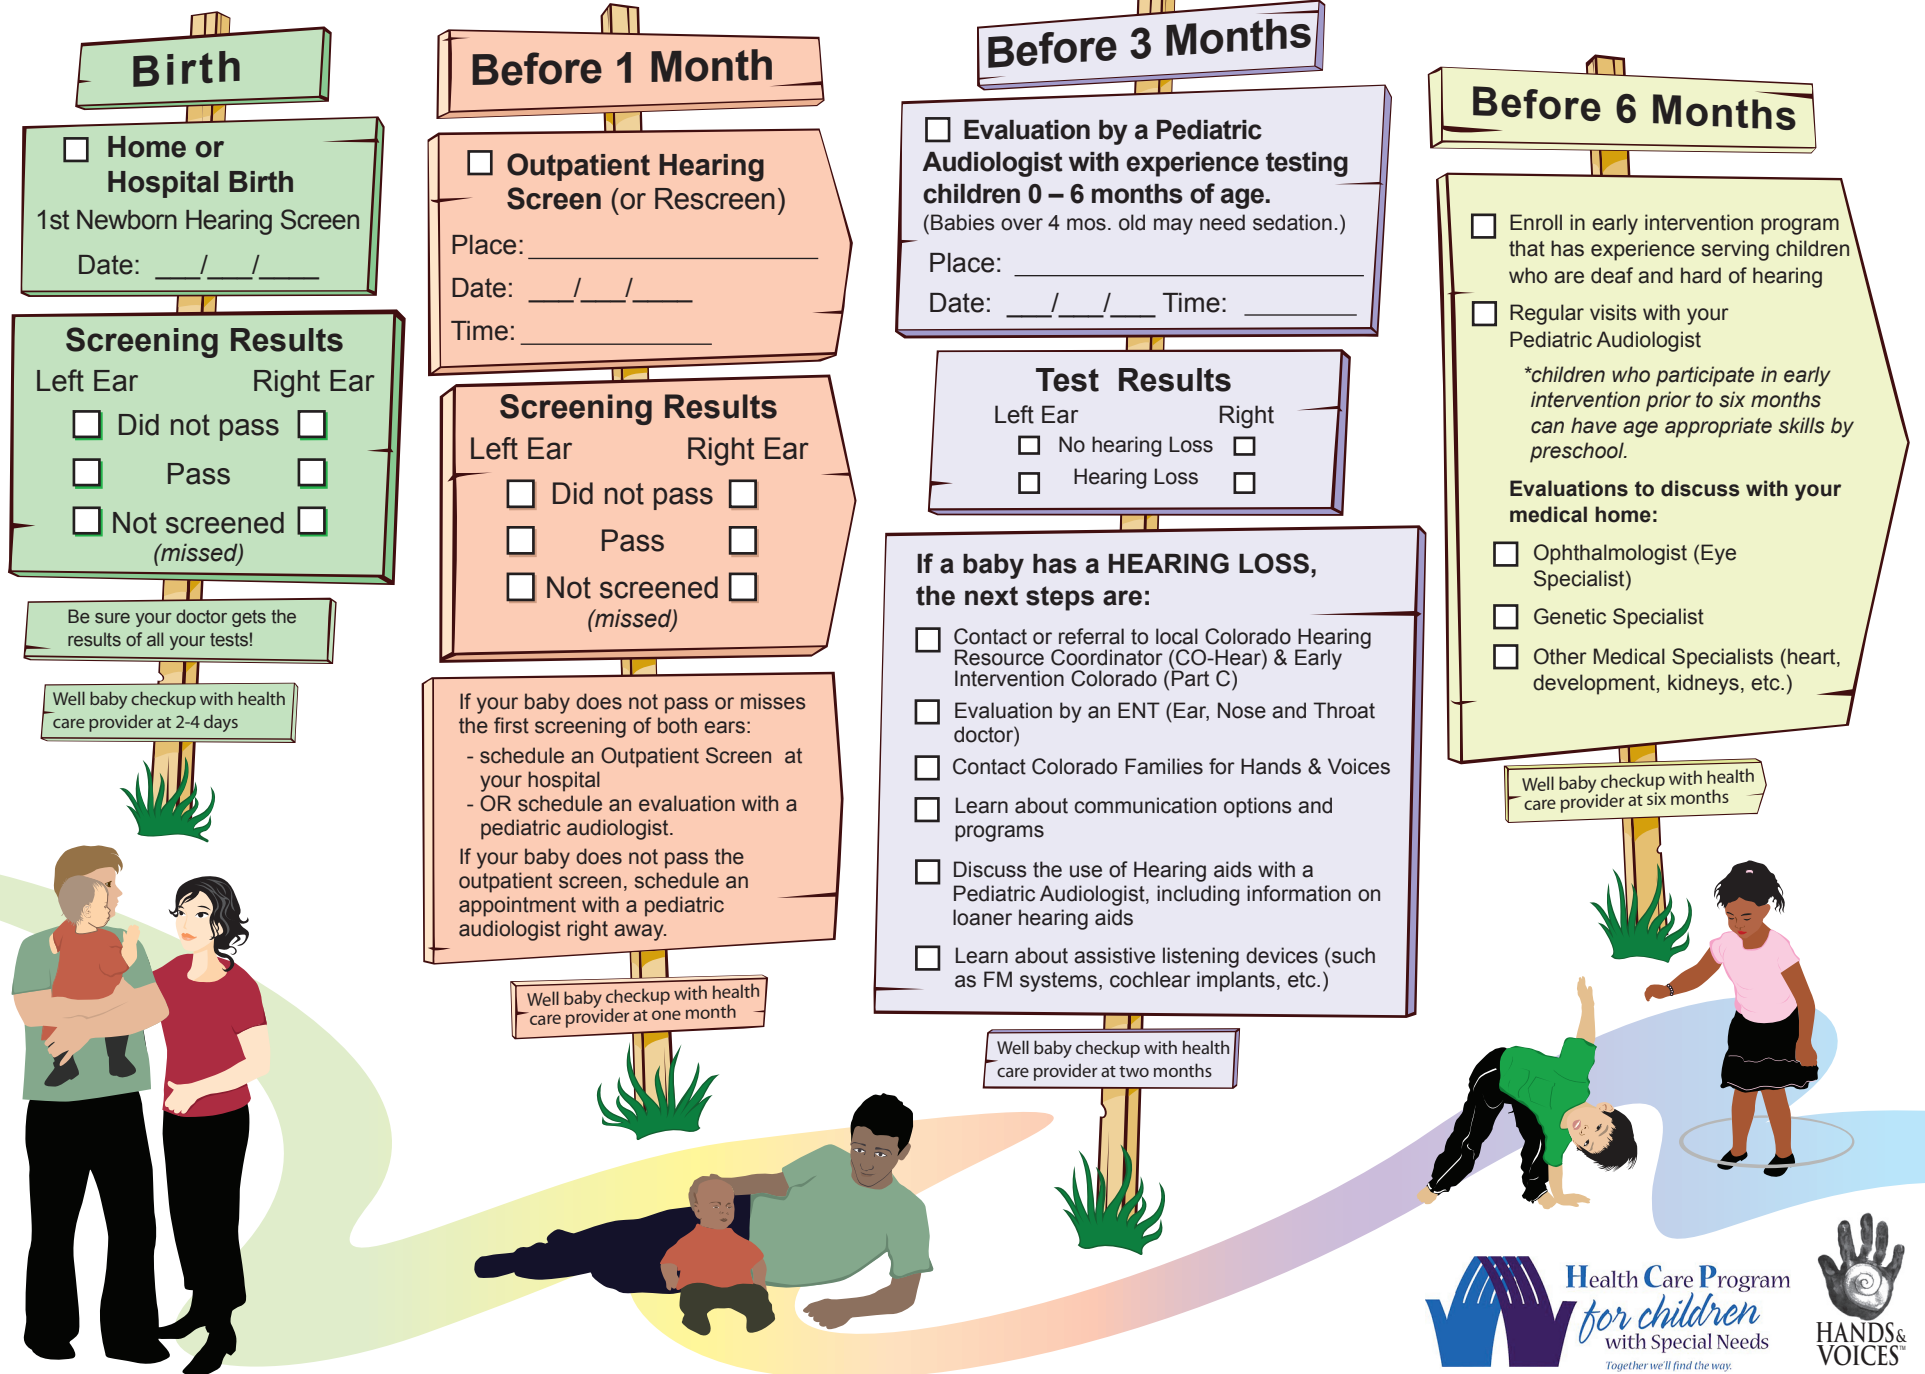 Birth
Home or
Hospital Birth
1st Newborn Hearing Screen
Date: ___/___/____
Screening Results
Left Ear Right Ear
Did not pass
Pass
Not screened
(missed)
Be sure your doctor gets the
results of all your tests!
Well baby checkup with health
care provider at 2-4 days
Before 1 Month
Outpatient Hearing
Screen (or Rescreen)
Place: ____________________
Date: ___/___/____
Time: _____________
Screening Results
Left Ear Right Ear
Did not pass
Pass
Not screened
(missed)
If your baby does not pass or misses
the first screening of both ears:
- schedule an Outpatient Screen at
your hospital
- OR schedule an evaluation with a
pediatric audiologist.
If your baby does not pass the
outpatient screen, schedule an
appointment with a pediatric
audiologist right away.
Well baby checkup with health
care provider at one month
Before 3 Months
Evaluation by a Pediatric
Audiologist with experience testing
children 0 – 6 months of age.
(Babies over 4 mos. old may need sedation.)
Place: ________________________
Date: ___/___/___ Time: ________
Test Results
Left Ear Right
No hearing Loss
Hearing Loss
If a baby has a HEARING LOSS,
the next steps are:
Contact or referral to local Colorado Hearing
Resource Coordinator (CO-Hear) & Early
Intervention Colorado (Part C)
Evaluation by an ENT (Ear, Nose and Throat
doctor)
Contact Colorado Families for Hands & Voices
Learn about communication options and
programs
Discuss the use of Hearing aids with a
Pediatric Audiologist, including information on
loaner hearing aids
Learn about assistive listening devices (such
as FM systems, cochlear implants, etc.)
Well baby checkup with health
care provider at two months
Before 6 Months
Enroll in early intervention program
that has experience serving children
who are deaf and hard of hearing
Regular visits with your
Pediatric Audiologist
*children who participate in early
intervention prior to six months
can have age appropriate skills by
preschool.
Evaluations to discuss with your
medical home:
Ophthalmologist (Eye
Specialist)
Genetic Specialist
Other Medical Specialists (heart,
development, kidneys, etc.)
Well baby checkup with health
care provider at six months
Health Care Program
for children
with Special Needs
Together we'll find the way.
HANDS&
VOICES™